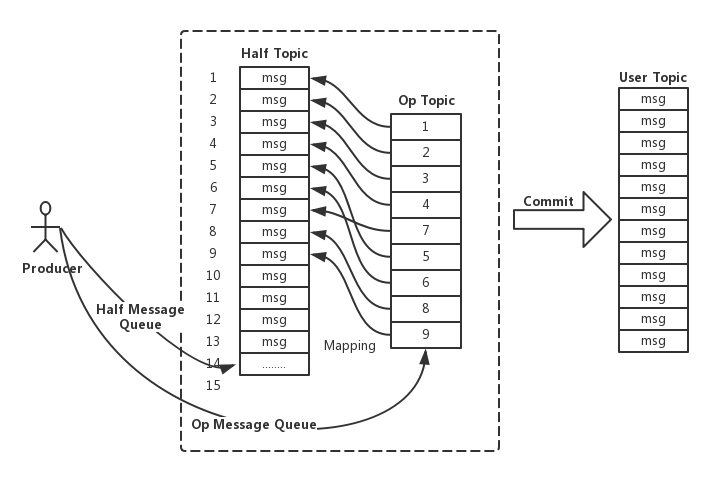 Half Topic
1 msg
2 msg
3 msg
4 msg
5 msg
6 msg
7 msg
8 msg
9 msg
10 msg
11 msg
12 msg
13 msg
14 ........
15
Op Topic
1
2
3
4
7
5
6
8
9
Mapping
Producer
Half Message
Queue
Op Message Queue
Commit
User Topic
msg
msg
msg
msg
msg
msg
msg
msg
msg
msg
msg
msg